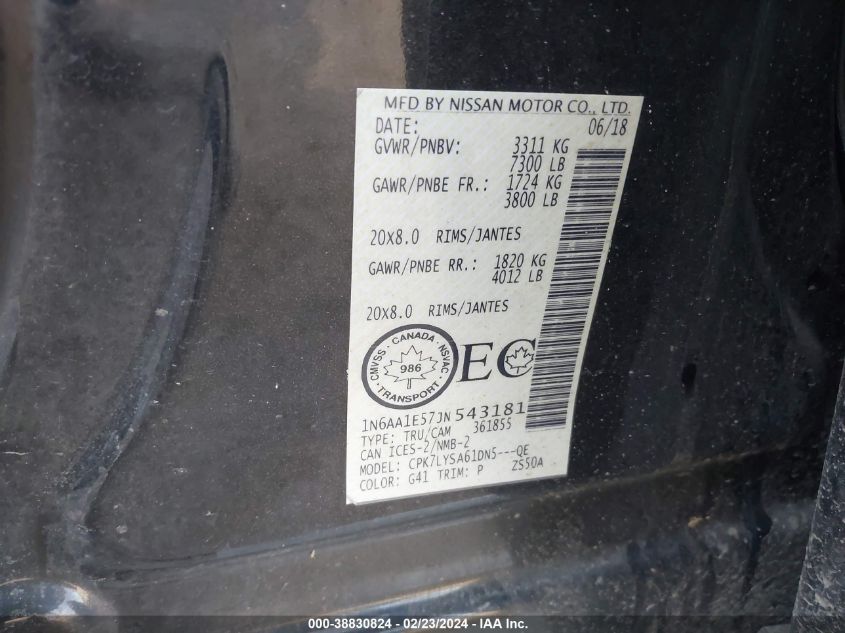 MFD BY NISSAN MOTOR CO., LTD.
DATE: 06/18
GVWR/PNBV: 3311 KG
7300 LB
GAWR/PNBE FR.: 1724 KG
3800 LB
20X8.0 RIMS/JANTES
GAWR/PNBE RR.: 1820 KG
4012 LB
20X8.0 RIMS/JANTES
CMVSS · CANADA · NSVAC · TRANSPORT ·
986
EC
1N6AA1E57JN543181
TYPE: TRU/CAM 361855
CAN ICES-2/NMB-2
MODEL: CPK7LYSA61DN5---QE
COLOR: G41 TRIM: P ZS50A
000-38830824 - 02/23/2024 - IAA Inc.